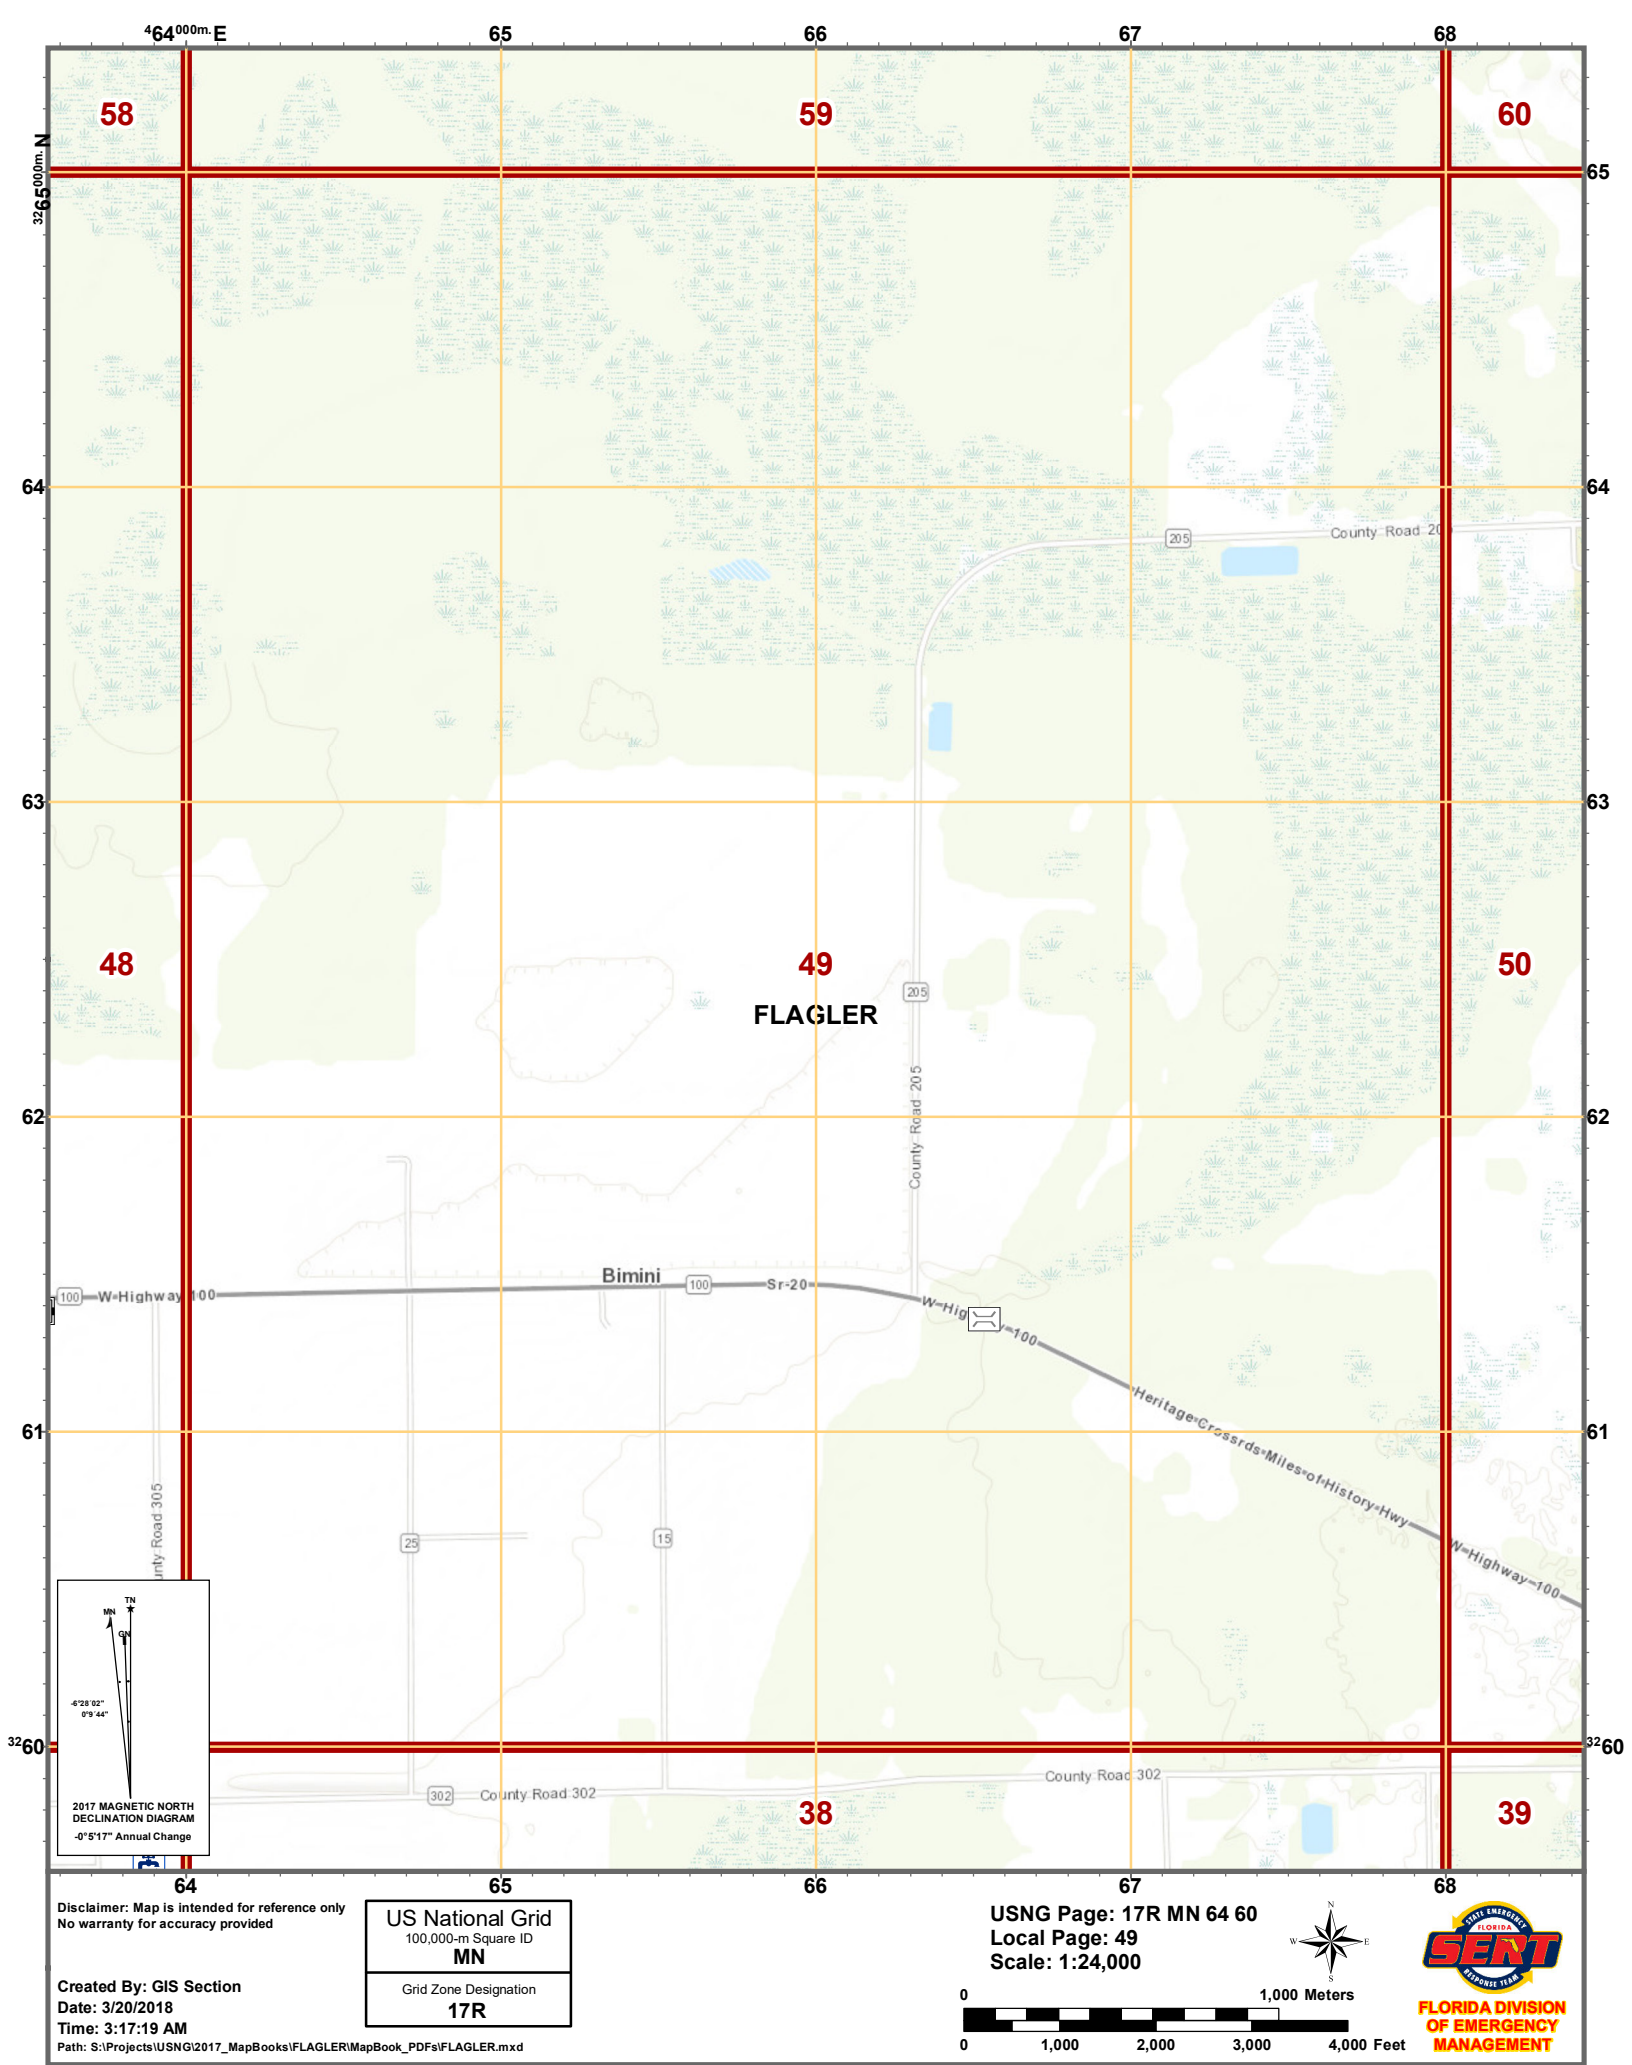 464000m.E 65 66 67 68
3265000m.N
58 59 60
65
64 64
County Road 20
205
63 63
48 49 50
205
FLAGLER
County Road 205
62 62
Bimini
100 Sr-20
100 W-Highway 100
W-Hig y-100
Heritage-Crossrds-Miles-of-History-Hwy
61 61
unty Road 305
25 15
W-Highway-100
TN
MN
GN
-6°28'02"
0°9'44"
3260 3260
County Road 302
302 County Road 302
2017 MAGNETIC NORTH
DECLINATION DIAGRAM
-0°5'17" Annual Change
38 39
64 65 66 67 68
Disclaimer: Map is intended for reference only
No warranty for accuracy provided
Created By: GIS Section
Date: 3/20/2018
Time: 3:17:19 AM
Path: S:\Projects\USNG\2017_MapBooks\FLAGLER\MapBook_PDFs\FLAGLER.mxd
US National Grid
100,000-m Square ID
MN
Grid Zone Designation
17R
USNG Page: 17R MN 64 60
Local Page: 49
Scale: 1:24,000
N
W E
S
0 1,000 Meters
0 1,000 2,000 3,000 4,000 Feet
STATE EMERGENCY
FLORIDA
SERT
RESPONSE TEAM
FLORIDA DIVISION
OF EMERGENCY
MANAGEMENT